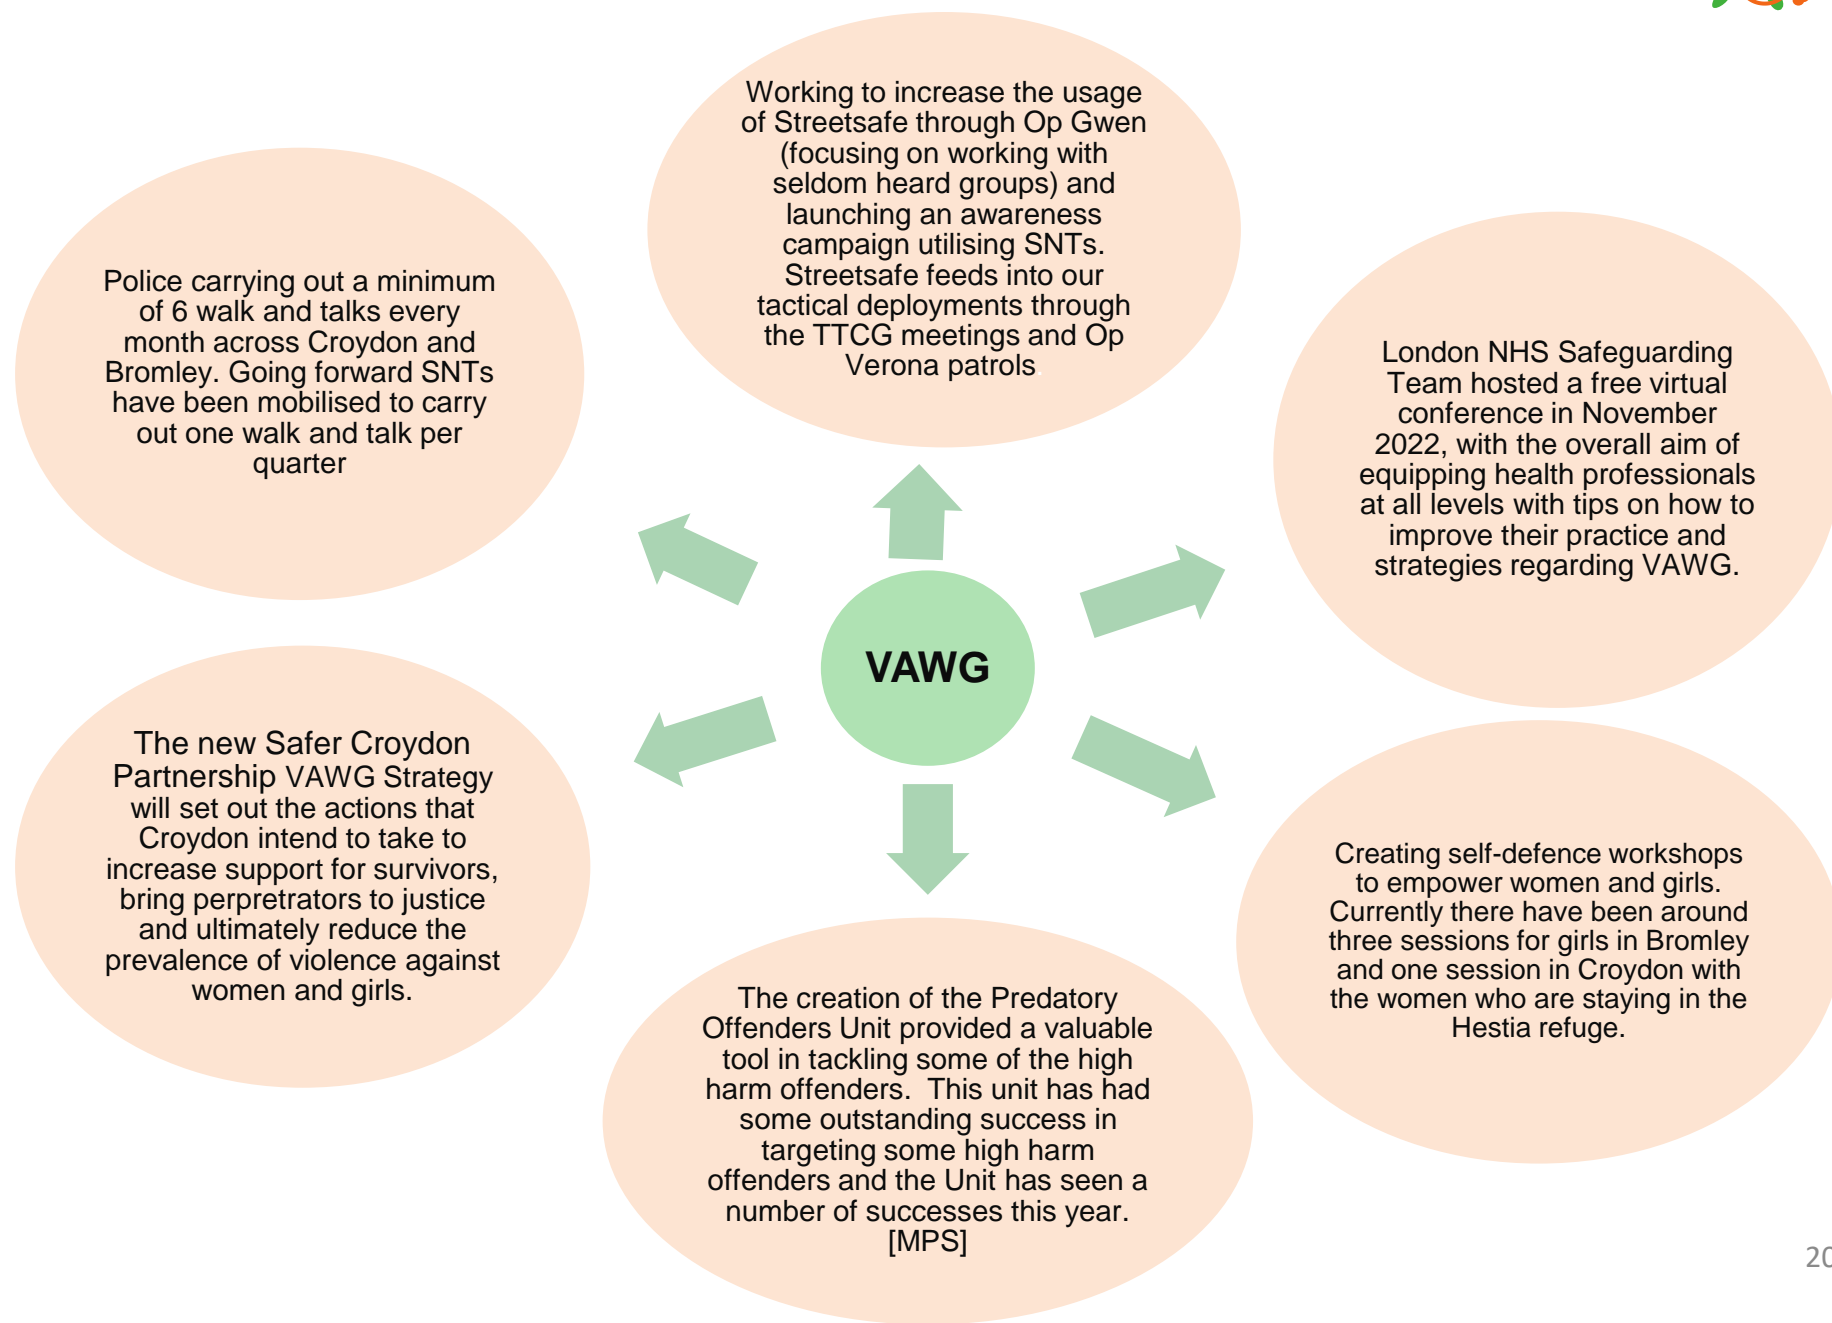 Working to increase the usage
of Streetsafe through Op Gwen
(focusing on working with
seldom heard groups) and
launching an awareness
campaign utilising SNTs.
Streetsafe feeds into our
tactical deployments through
the TTCG meetings and Op
Verona patrols.
Police carrying out a minimum
of 6 walk and talks every
month across Croydon and
Bromley. Going forward SNTs
have been mobilised to carry
out one walk and talk per
quarter
London NHS Safeguarding
Team hosted a free virtual
conference in November
2022, with the overall aim of
equipping health professionals
at all levels with tips on how to
improve their practice and
strategies regarding VAWG.
VAWG
The new Safer Croydon
Partnership VAWG Strategy
will set out the actions that
Croydon intend to take to
increase support for survivors,
bring perpretrators to justice
and ultimately reduce the
prevalence of violence against
women and girls.
Creating self-defence workshops
to empower women and girls.
Currently there have been around
three sessions for girls in Bromley
and one session in Croydon with
the women who are staying in the
Hestia refuge.
The creation of the Predatory
Offenders Unit provided a valuable
tool in tackling some of the high
harm offenders.  This unit has had
some outstanding success in
targeting some high harm
offenders and the Unit has seen a
number of successes this year.
[MPS]
20